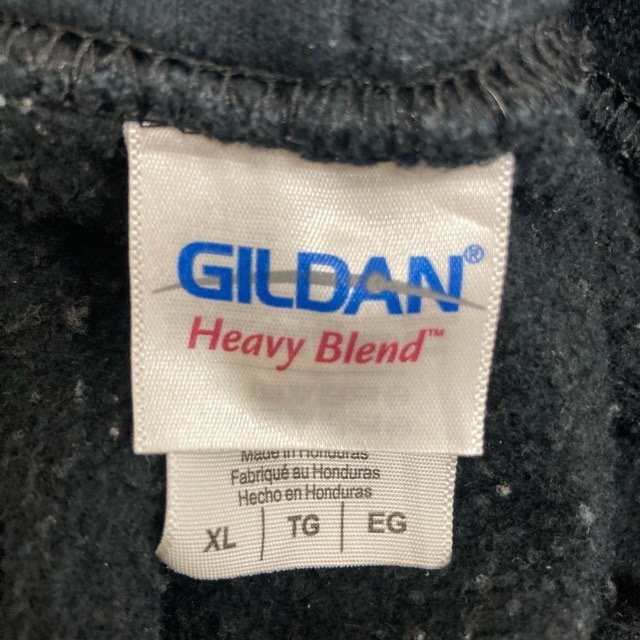 GILDAN®
Heavy Blend™
Made in Honduras
Fabriqué au Honduras
Hecho en Honduras
XL | TG | EG